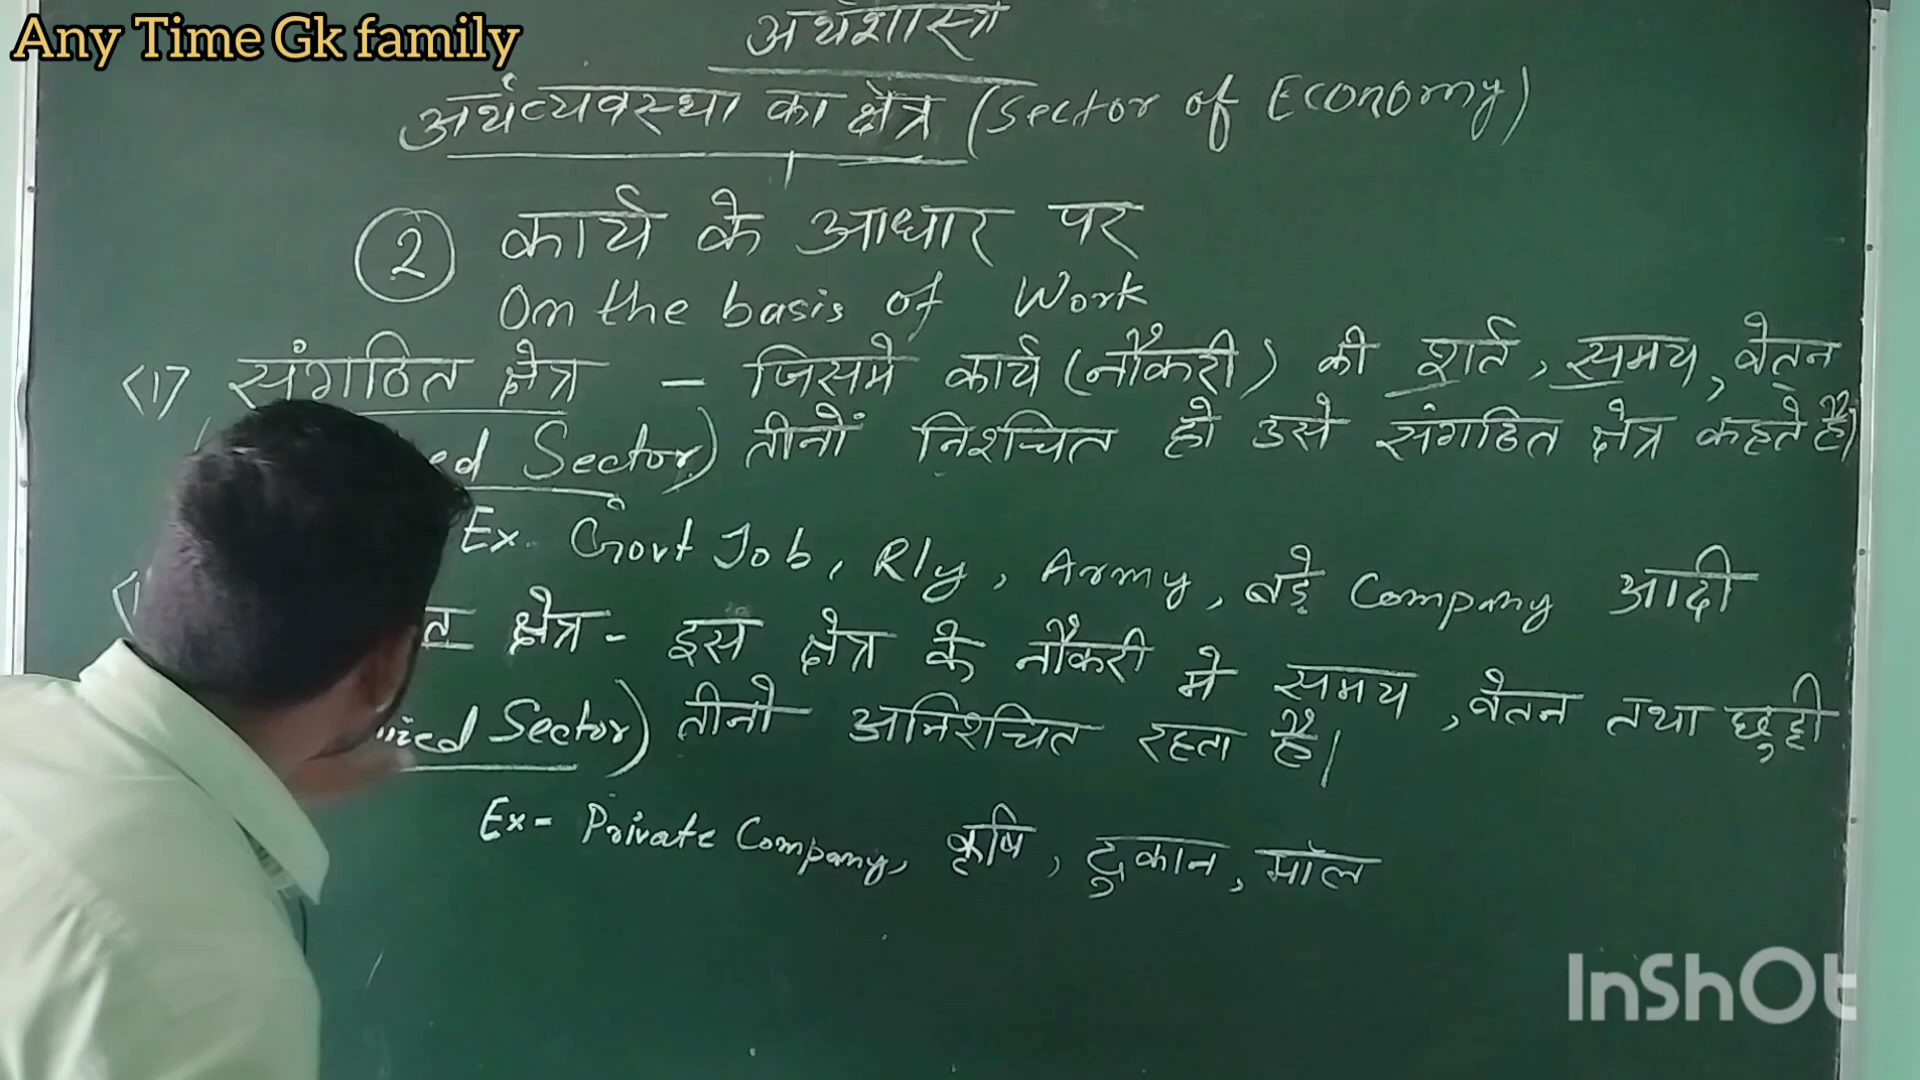 Any Time Gk family
अर्थशास्त्र
अर्थव्यवस्था का क्षेत्र (Sector of Economy)
② कार्य के आधार पर
On the basis of Work
<1> संगठित क्षेत्र – जिसमे कार्य (नौकरी) की शर्त, समय, वेतन
Sector) तीनों निश्चित हो उसे संगठित क्षेत्र कहते है।
Ex. Govt Job, Rly, Army, बड़े Company आदी
क्षेत्र - इस क्षेत्र के नौकरी मे समय, वेतन तथा छुट्टी
Sector) तीनो अनिश्चित रहता है।
Ex - Private Company, कृषि, दुकान, मॉल
InShOt